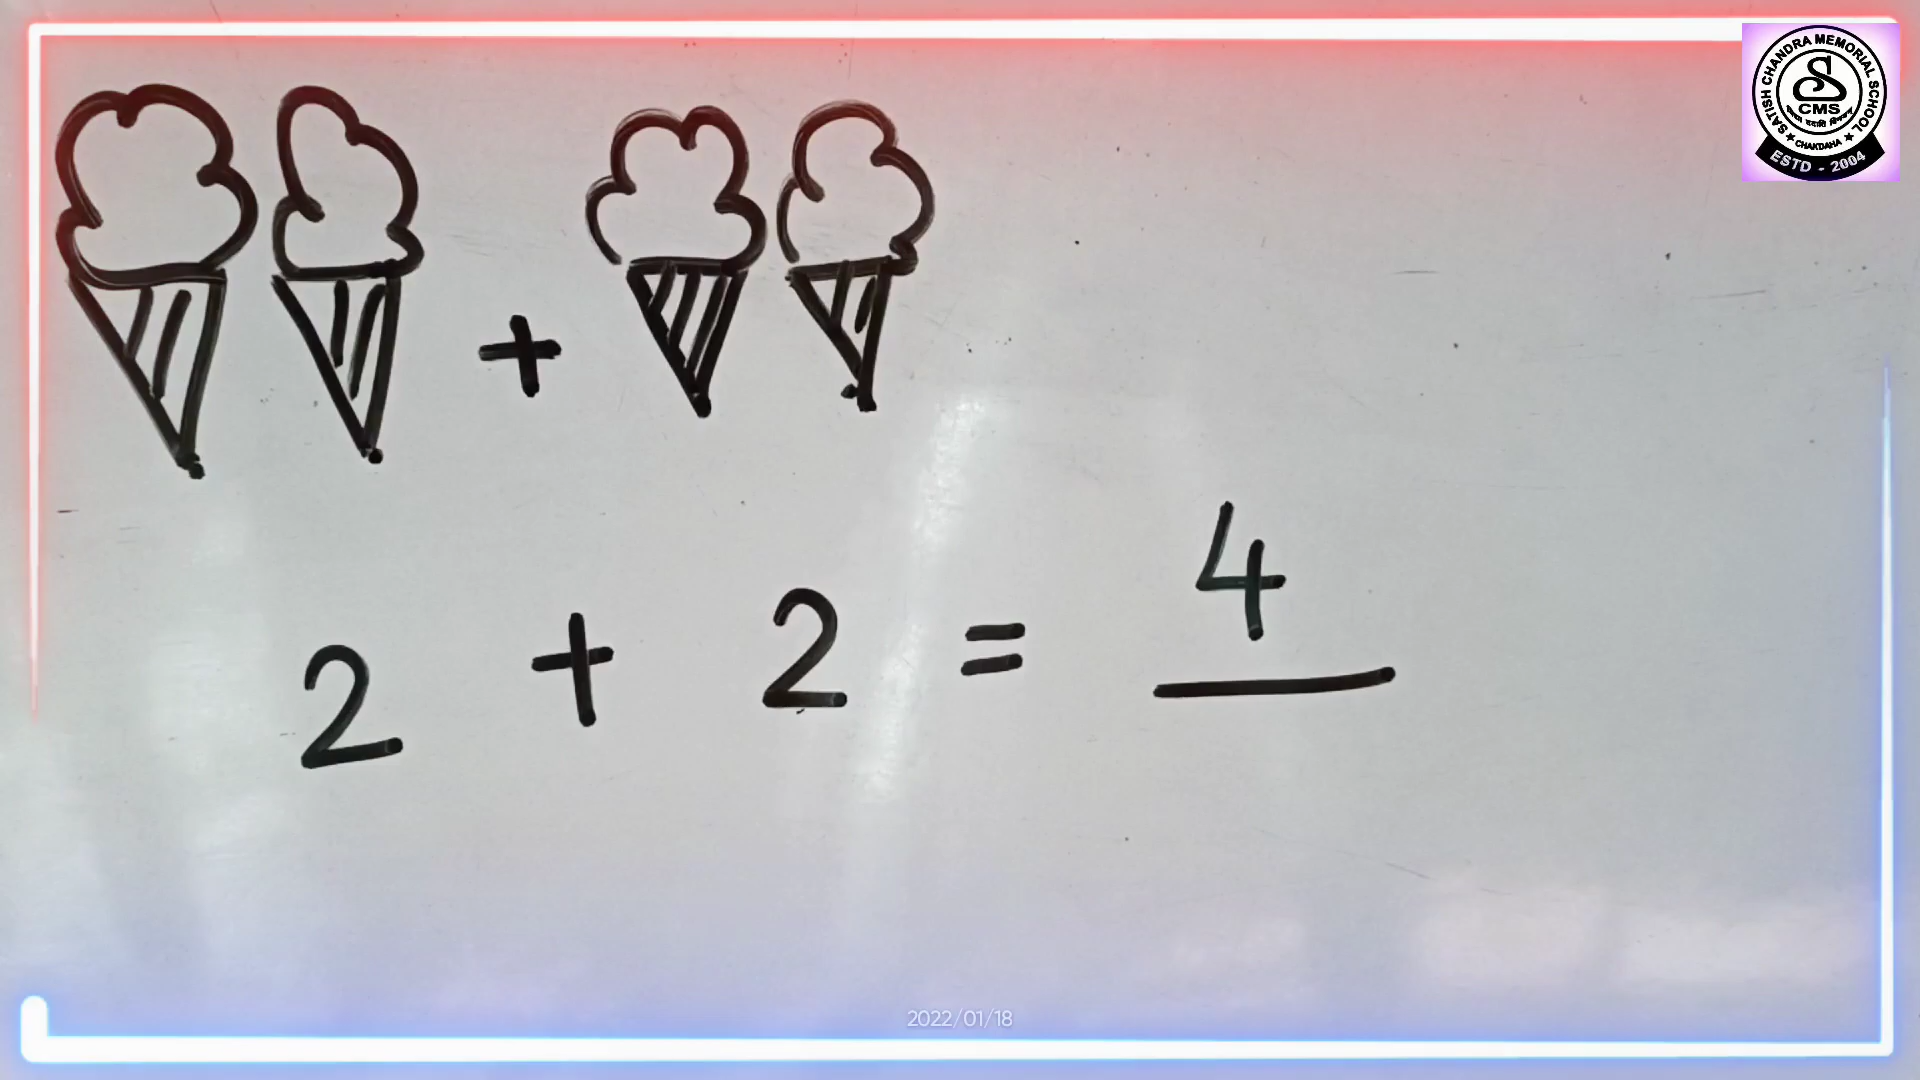 SATISH CHANDRA MEMORIAL SCHOOL
S
CMS
★ CHAKDAHA ★
ESTD - 2004
+
2 + 2 = 4
2022/01/18